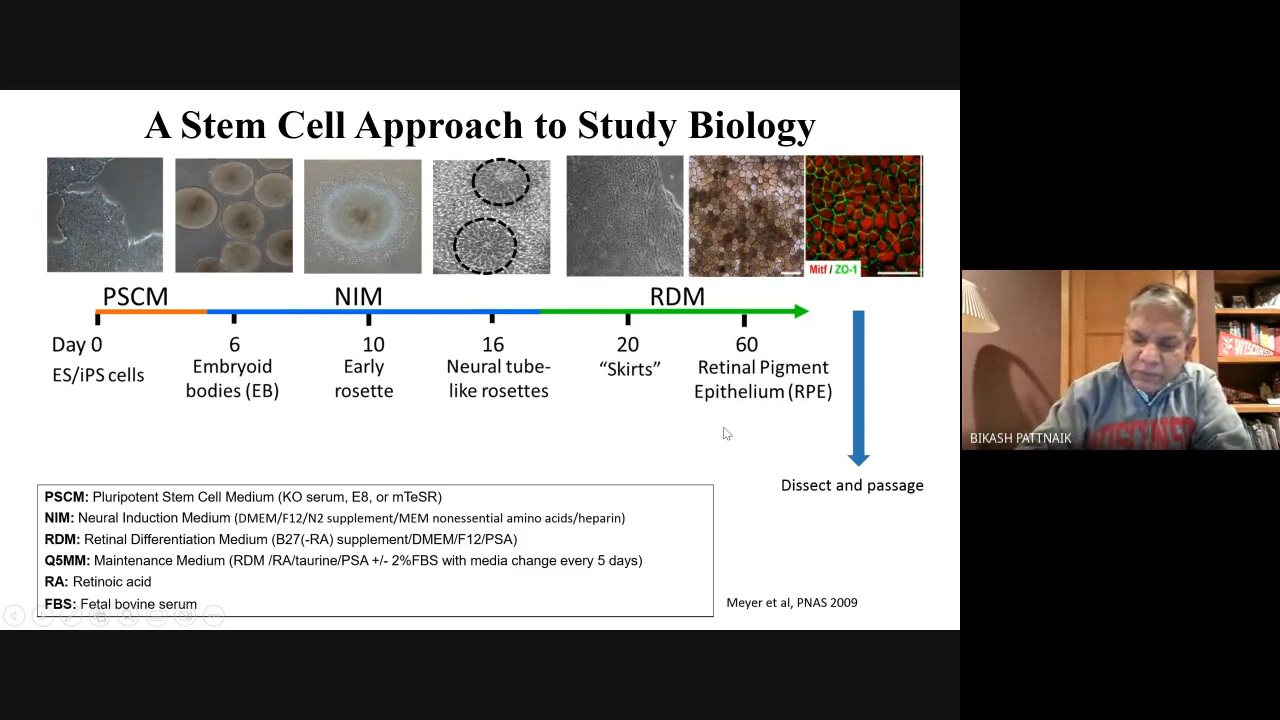 A Stem Cell Approach to Study Biology
Mitf / ZO-1
PSCM NIM RDM
Day 0 6 10 16 20 60
ES/iPS cells
Embryoid
bodies (EB)
Early
rosette
Neural tube-
like rosettes
“Skirts”
Retinal Pigment
Epithelium (RPE)
Dissect and passage
PSCM: Pluripotent Stem Cell Medium (KO serum, E8, or mTeSR)
NIM: Neural Induction Medium (DMEM/F12/N2 supplement/MEM nonessential amino acids/heparin)
RDM: Retinal Differentiation Medium (B27(-RA) supplement/DMEM/F12/PSA)
Q5MM: Maintenance Medium (RDM /RA/taurine/PSA +/- 2%FBS with media change every 5 days)
RA: Retinoic acid
FBS: Fetal bovine serum
Meyer et al, PNAS 2009
WISCONSIN
WISCONSIN
BIKASH PATTNAIK